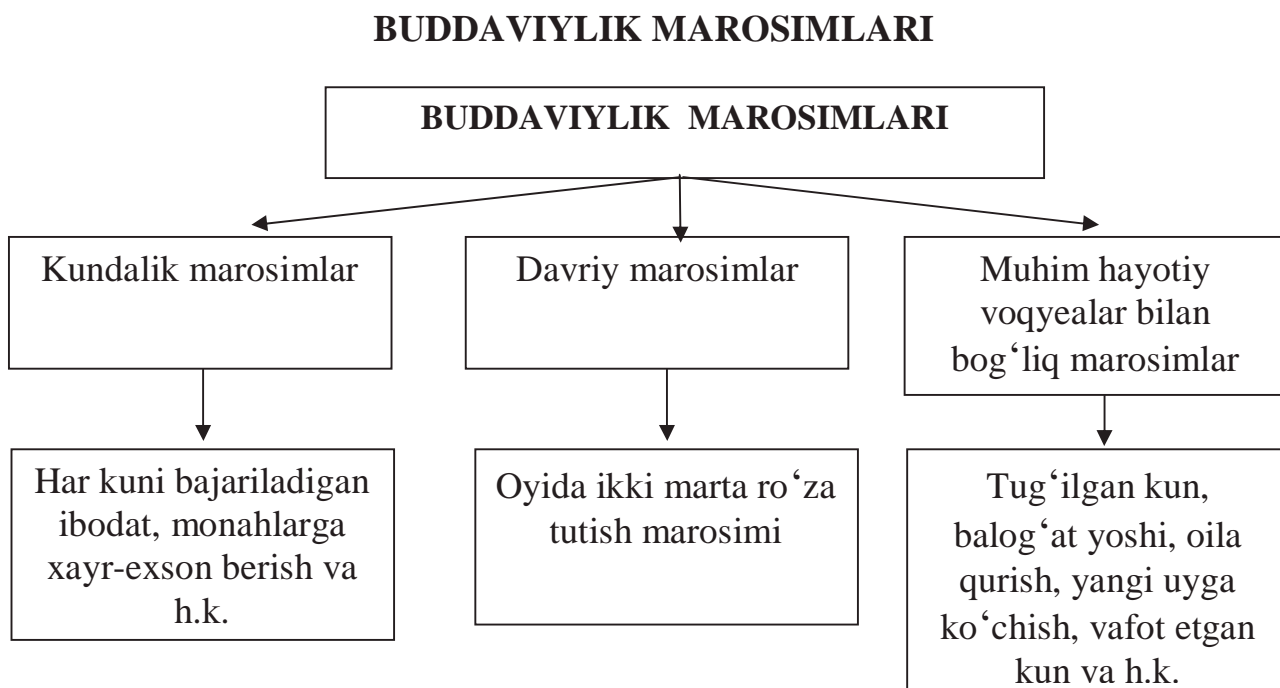 BUDDAVIYLIK MAROSIMLARI
BUDDAVIYLIK MAROSIMLARI
Kundalik marosimlar
Davriy marosimlar
Muhim hayotiy
voqyealar bilan
bog‘liq marosimlar
Har kuni bajariladigan
ibodat, monahlarga
xayr-exson berish va
h.k.
Oyida ikki marta ro‘za
tutish marosimi
Tug‘ilgan kun,
balog‘at yoshi, oila
qurish, yangi uyga
ko‘chish, vafot etgan
kun va h.k.